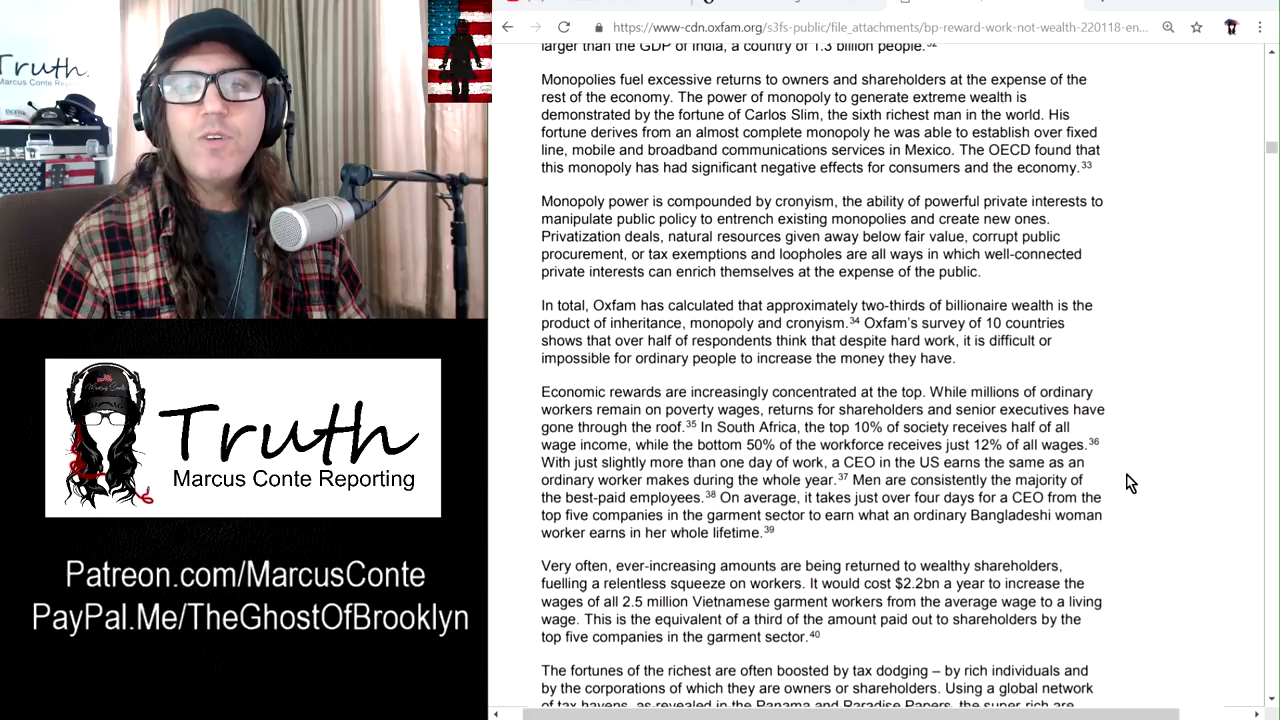 Truth.
Marcus Conte Reporting
Truth
Marcus Conte Reporting
Patreon.com/MarcusConte
PayPal.Me/TheGhostOfBrooklyn
https://www-cdn.oxfam.org/s3fs-public/file_attachments/bp-reward-work-not-wealth-220118-en...
larger than the GDP of India, a country of 1.3 billion people.32
Monopolies fuel excessive returns to owners and shareholders at the expense of the
rest of the economy. The power of monopoly to generate extreme wealth is
demonstrated by the fortune of Carlos Slim, the sixth richest man in the world. His
fortune derives from an almost complete monopoly he was able to establish over fixed
line, mobile and broadband communications services in Mexico. The OECD found that
this monopoly has had significant negative effects for consumers and the economy.33
Monopoly power is compounded by cronyism, the ability of powerful private interests to
manipulate public policy to entrench existing monopolies and create new ones.
Privatization deals, natural resources given away below fair value, corrupt public
procurement, or tax exemptions and loopholes are all ways in which well-connected
private interests can enrich themselves at the expense of the public.
In total, Oxfam has calculated that approximately two-thirds of billionaire wealth is the
product of inheritance, monopoly and cronyism.34 Oxfam's survey of 10 countries
shows that over half of respondents think that despite hard work, it is difficult or
impossible for ordinary people to increase the money they have.
Economic rewards are increasingly concentrated at the top. While millions of ordinary
workers remain on poverty wages, returns for shareholders and senior executives have
gone through the roof.35 In South Africa, the top 10% of society receives half of all
wage income, while the bottom 50% of the workforce receives just 12% of all wages.36
With just slightly more than one day of work, a CEO in the US earns the same as an
ordinary worker makes during the whole year.37 Men are consistently the majority of
the best-paid employees.38 On average, it takes just over four days for a CEO from the
top five companies in the garment sector to earn what an ordinary Bangladeshi woman
worker earns in her whole lifetime.39
Very often, ever-increasing amounts are being returned to wealthy shareholders,
fuelling a relentless squeeze on workers. It would cost $2.2bn a year to increase the
wages of all 2.5 million Vietnamese garment workers from the average wage to a living
wage. This is the equivalent of a third of the amount paid out to shareholders by the
top five companies in the garment sector.40
The fortunes of the richest are often boosted by tax dodging – by rich individuals and
by the corporations of which they are owners or shareholders. Using a global network
of tax havens, as revealed in the Panama and Paradise Papers, the super-rich are